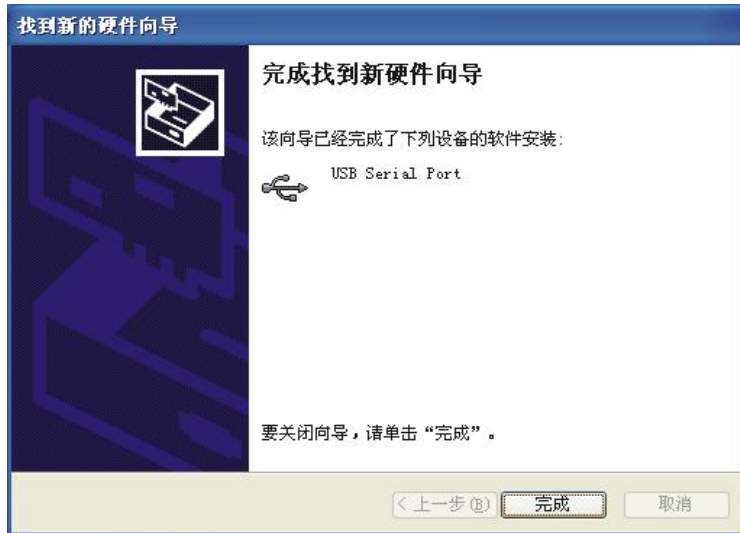 找到新的硬件向导
完成找到新硬件向导
该向导已经完成了下列设备的软件安装:
USB Serial Port
要关闭向导，请单击“完成”。
< 上一步(B)
完成
取消